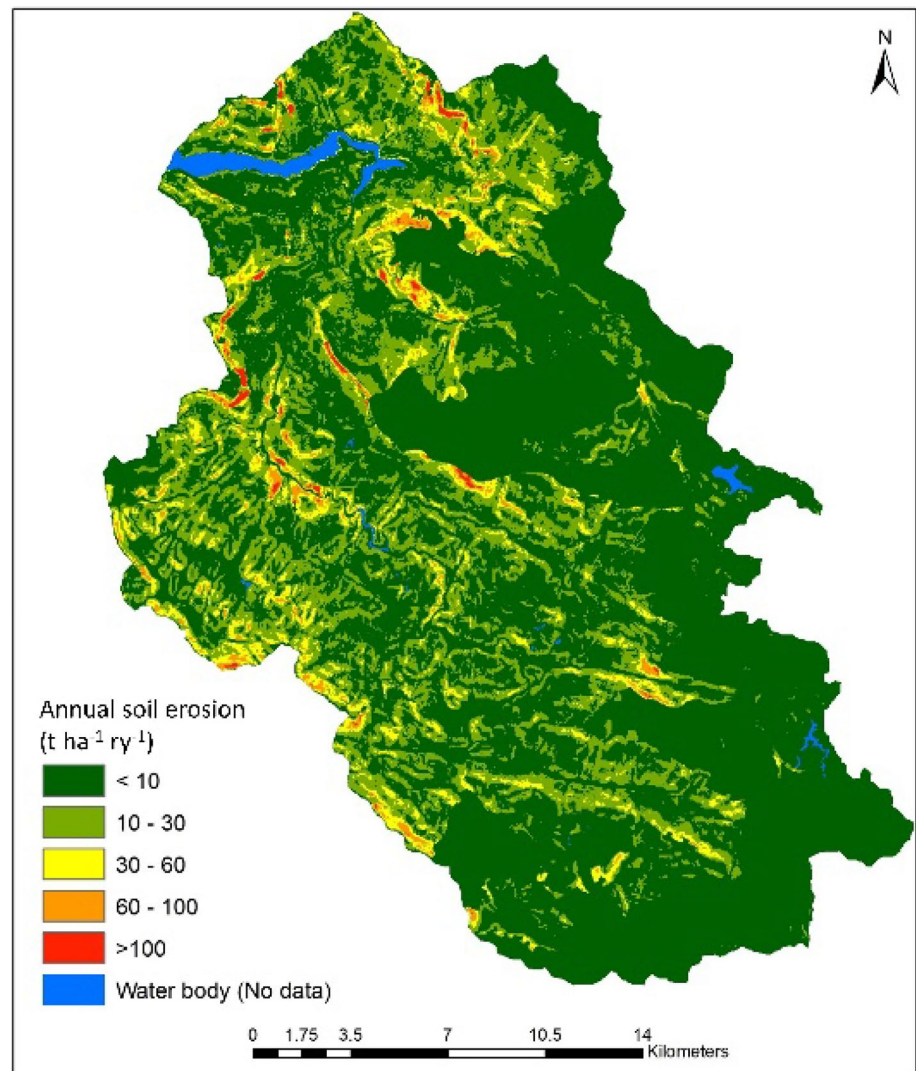 N
Annual soil erosion
(t ha⁻¹ ry⁻¹)
< 10
10 - 30
30 - 60
60 - 100
>100
Water body (No data)
0 1.75 3.5 7 10.5 14
Kilometers